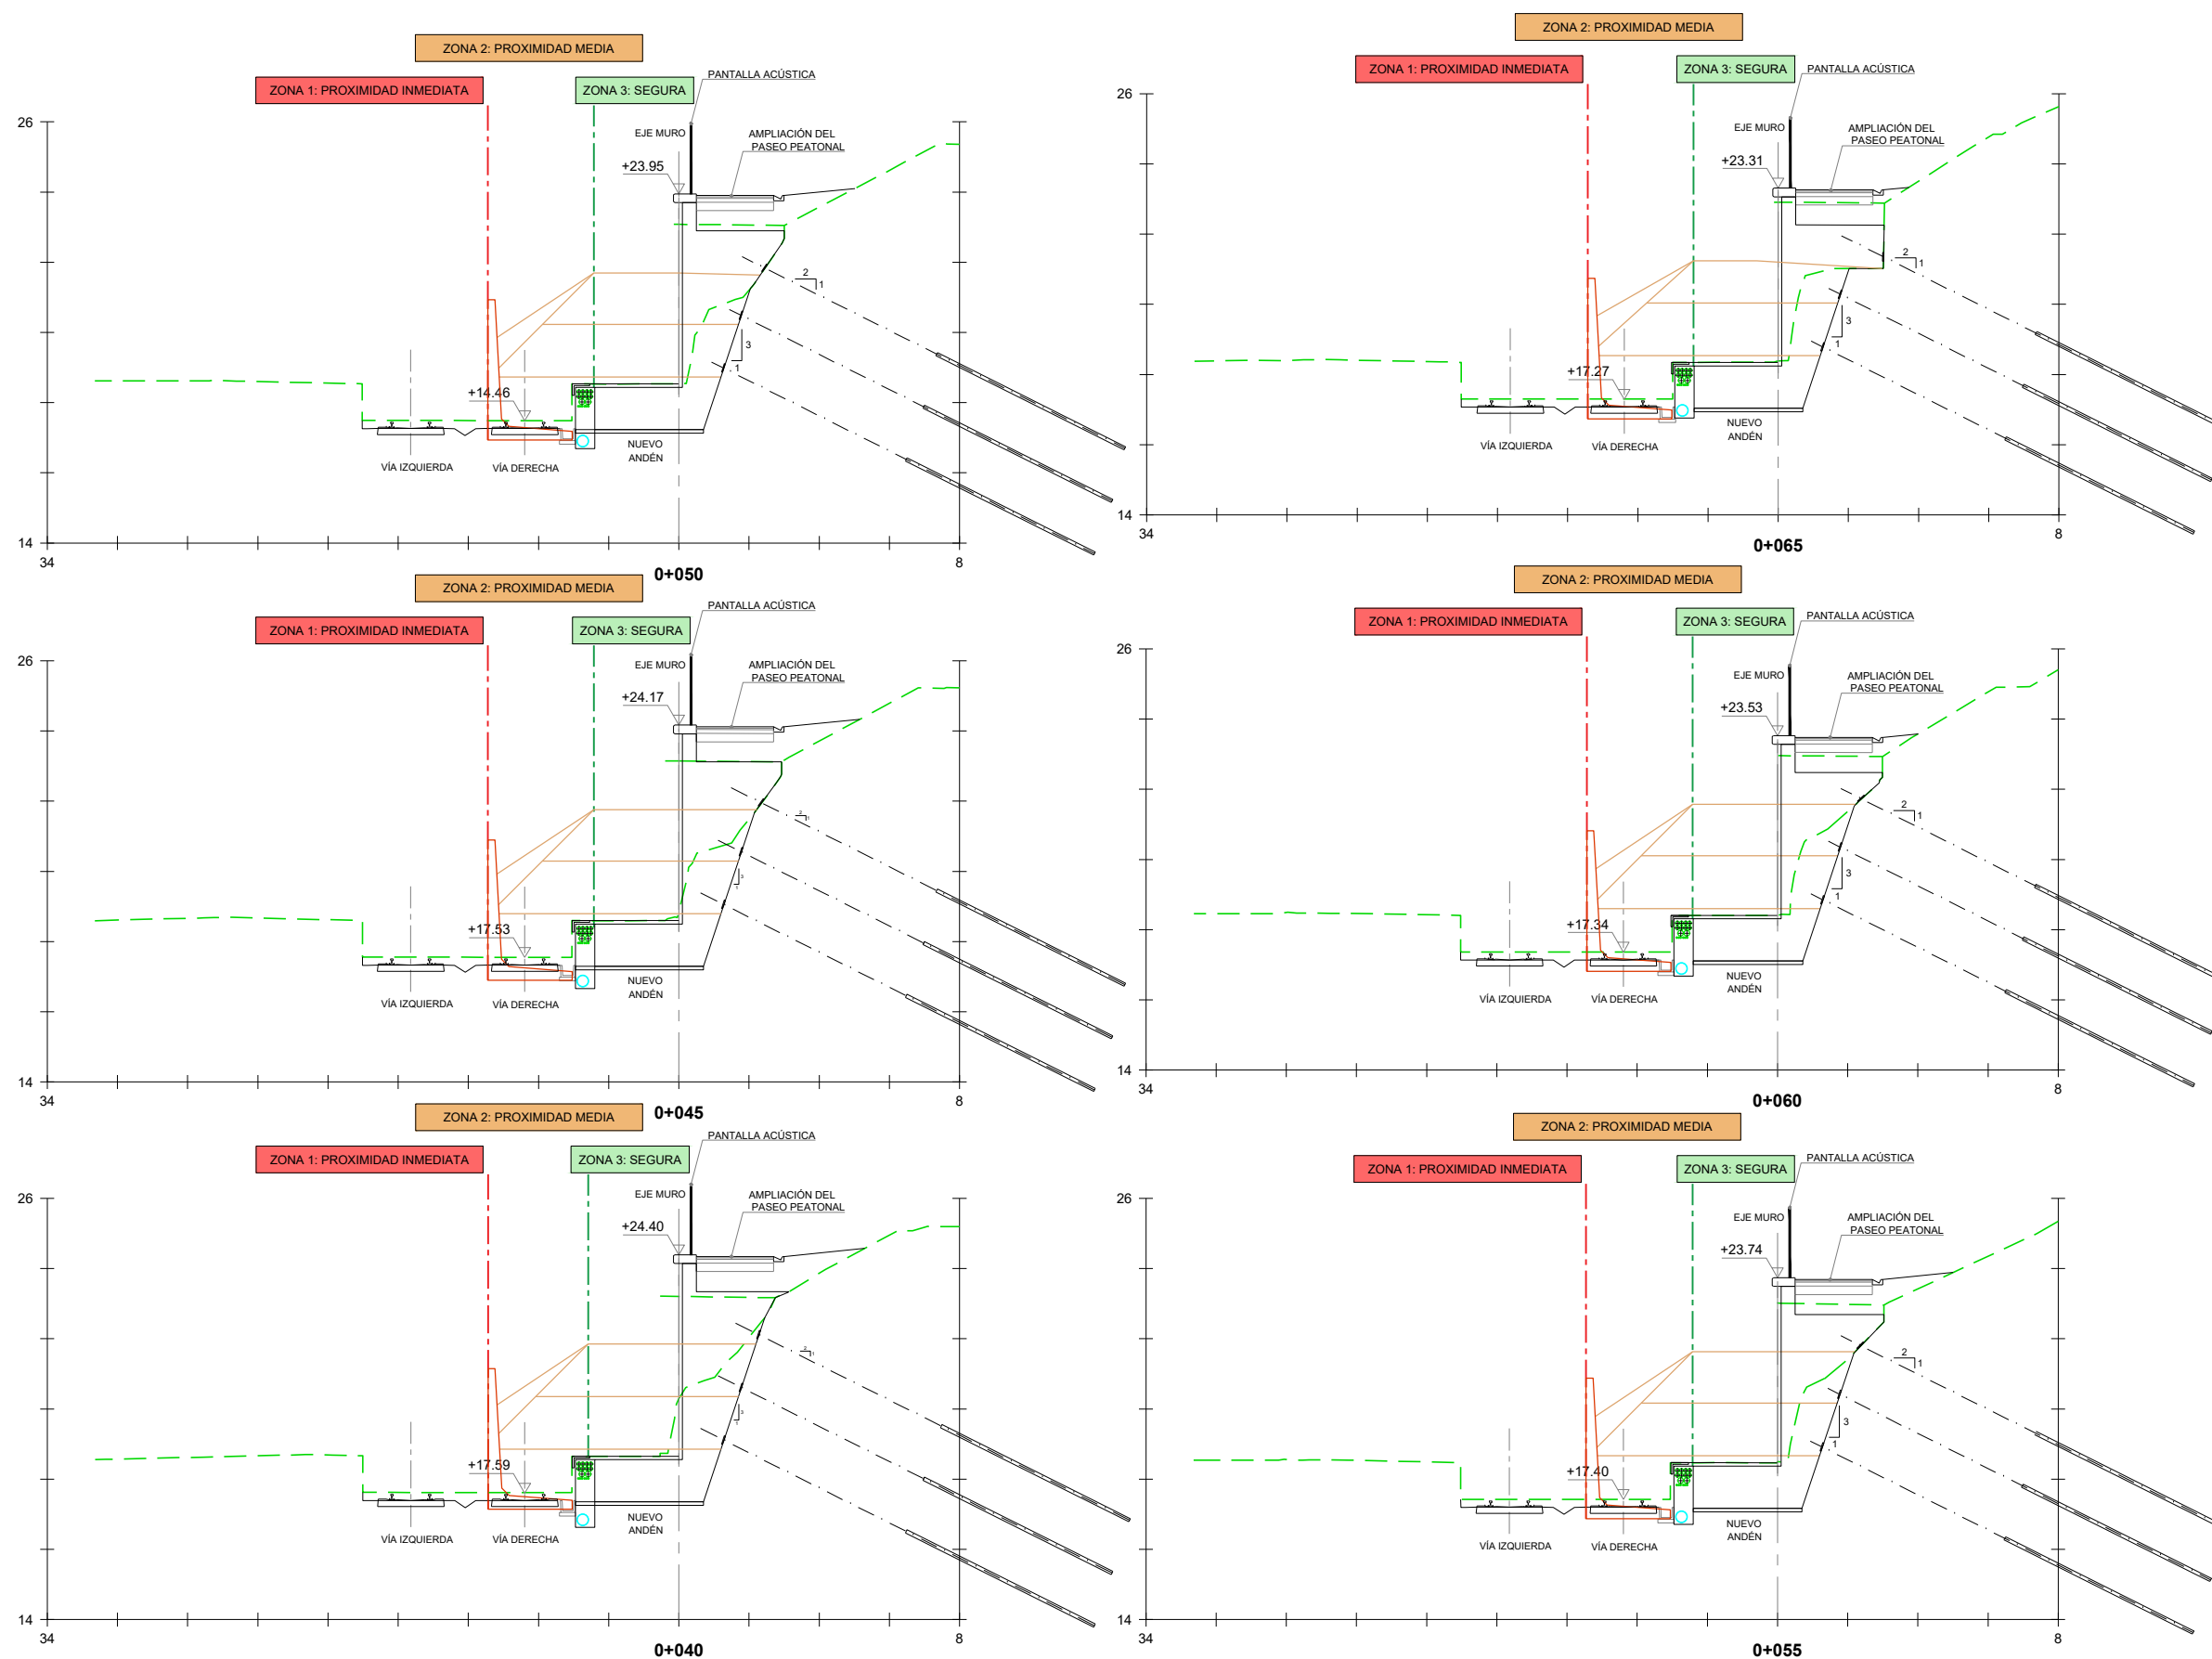 ZONA 2: PROXIMIDAD MEDIA
ZONA 1: PROXIMIDAD INMEDIATA
ZONA 3: SEGURA
PANTALLA ACÚSTICA
26
EJE MURO
AMPLIACIÓN DEL
PASEO PEATONAL
+23.95
2
1
3
1
+14.46
NUEVO
ANDÉN
VÍA IZQUIERDA
VÍA DERECHA
14
34
8
0+050
ZONA 2: PROXIMIDAD MEDIA
ZONA 1: PROXIMIDAD INMEDIATA
ZONA 3: SEGURA
PANTALLA ACÚSTICA
26
EJE MURO
AMPLIACIÓN DEL
PASEO PEATONAL
+23.31
2
1
3
1
+17.27
NUEVO
ANDÉN
VÍA IZQUIERDA
VÍA DERECHA
14
34
8
0+065
ZONA 2: PROXIMIDAD MEDIA
ZONA 1: PROXIMIDAD INMEDIATA
ZONA 3: SEGURA
PANTALLA ACÚSTICA
26
EJE MURO
AMPLIACIÓN DEL
PASEO PEATONAL
+24.17
2
1
3
1
+17.53
NUEVO
ANDÉN
VÍA IZQUIERDA
VÍA DERECHA
14
34
8
0+045
ZONA 2: PROXIMIDAD MEDIA
ZONA 1: PROXIMIDAD INMEDIATA
ZONA 3: SEGURA
PANTALLA ACÚSTICA
26
EJE MURO
AMPLIACIÓN DEL
PASEO PEATONAL
+23.53
2
1
3
1
+17.34
NUEVO
ANDÉN
VÍA IZQUIERDA
VÍA DERECHA
14
34
8
0+060
ZONA 2: PROXIMIDAD MEDIA
ZONA 1: PROXIMIDAD INMEDIATA
ZONA 3: SEGURA
PANTALLA ACÚSTICA
26
EJE MURO
AMPLIACIÓN DEL
PASEO PEATONAL
+24.40
2
1
3
1
+17.59
NUEVO
ANDÉN
VÍA IZQUIERDA
VÍA DERECHA
14
34
8
0+040
ZONA 2: PROXIMIDAD MEDIA
ZONA 1: PROXIMIDAD INMEDIATA
ZONA 3: SEGURA
PANTALLA ACÚSTICA
26
EJE MURO
AMPLIACIÓN DEL
PASEO PEATONAL
+23.74
2
1
3
1
+17.40
NUEVO
ANDÉN
VÍA IZQUIERDA
VÍA DERECHA
14
34
8
0+055